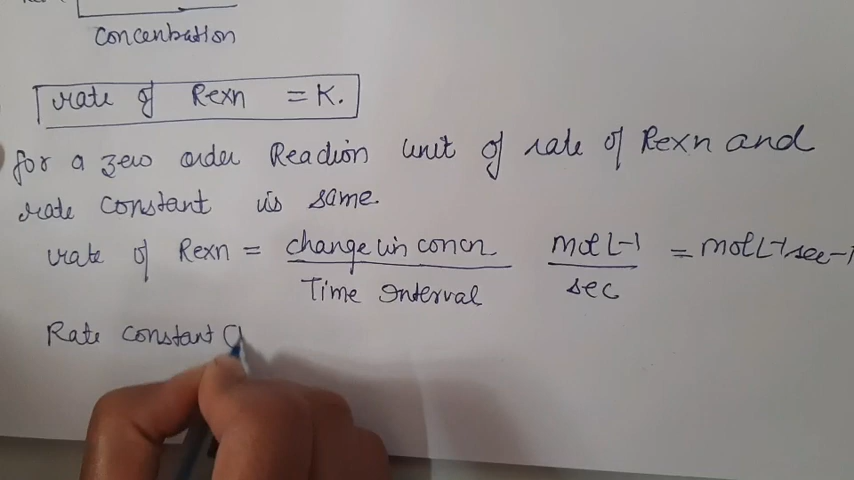 concentration
rate of Rexn = K.
for a zero order Reaction unit of rate of Rexn and
rate constant is same.
rate of Rexn = change in concn / Time Interval mol L-1 / sec = mol L-1 sec-1
Rate constant